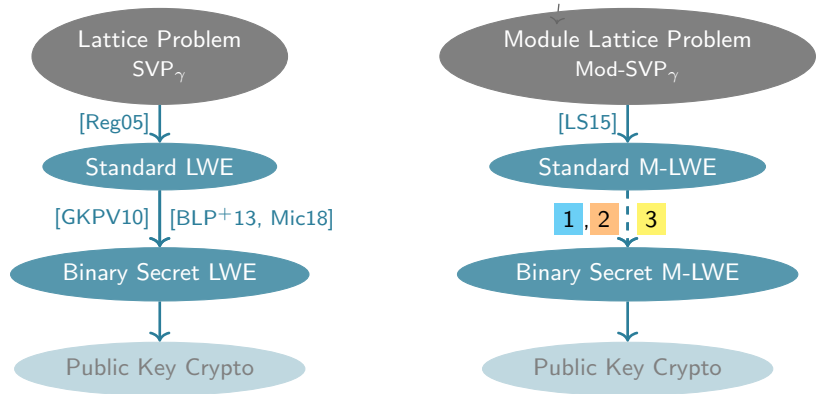 Lattice Problem
SVPγ
[Reg05]
Standard LWE
[GKPV10] [BLP+13, Mic18]
Binary Secret LWE
Public Key Crypto
Module Lattice Problem
Mod-SVPγ
[LS15]
Standard M-LWE
1, 2 3
Binary Secret M-LWE
Public Key Crypto